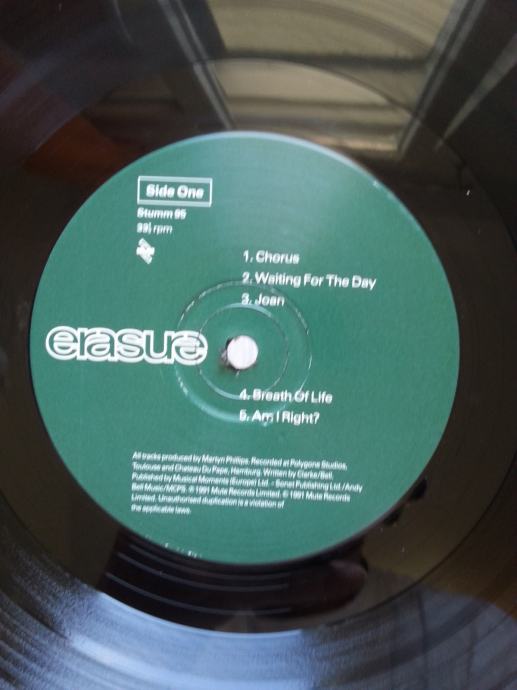 Side One
Stumm 95
33⅓ rpm
1. Chorus
2. Waiting For The Day
3. Joan
erasure
4. Breath Of Life
5. Am I Right?
All tracks produced by Martyn Phillips. Recorded at Polygone Studios,
Toulouse and Chateau Du Pape, Hamburg. Written by Clarke/Bell.
Published by Musical Moments (Europe) Ltd. - Sonet Publishing Ltd./Andy
Bell Music/MCPS. ℗ 1991 Mute Records Limited. © 1991 Mute Records
Limited. Unauthorised duplication is a violation of
the applicable laws.